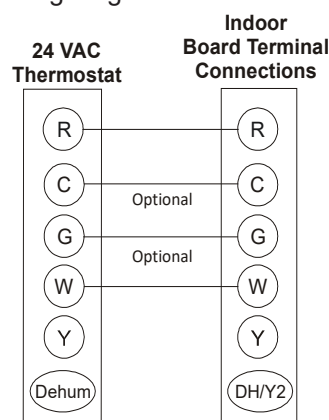 24 VAC
Thermostat
Indoor
Board Terminal
Connections
R R
C C
Optional
G G
Optional
W W
Y Y
Dehum DH/Y2